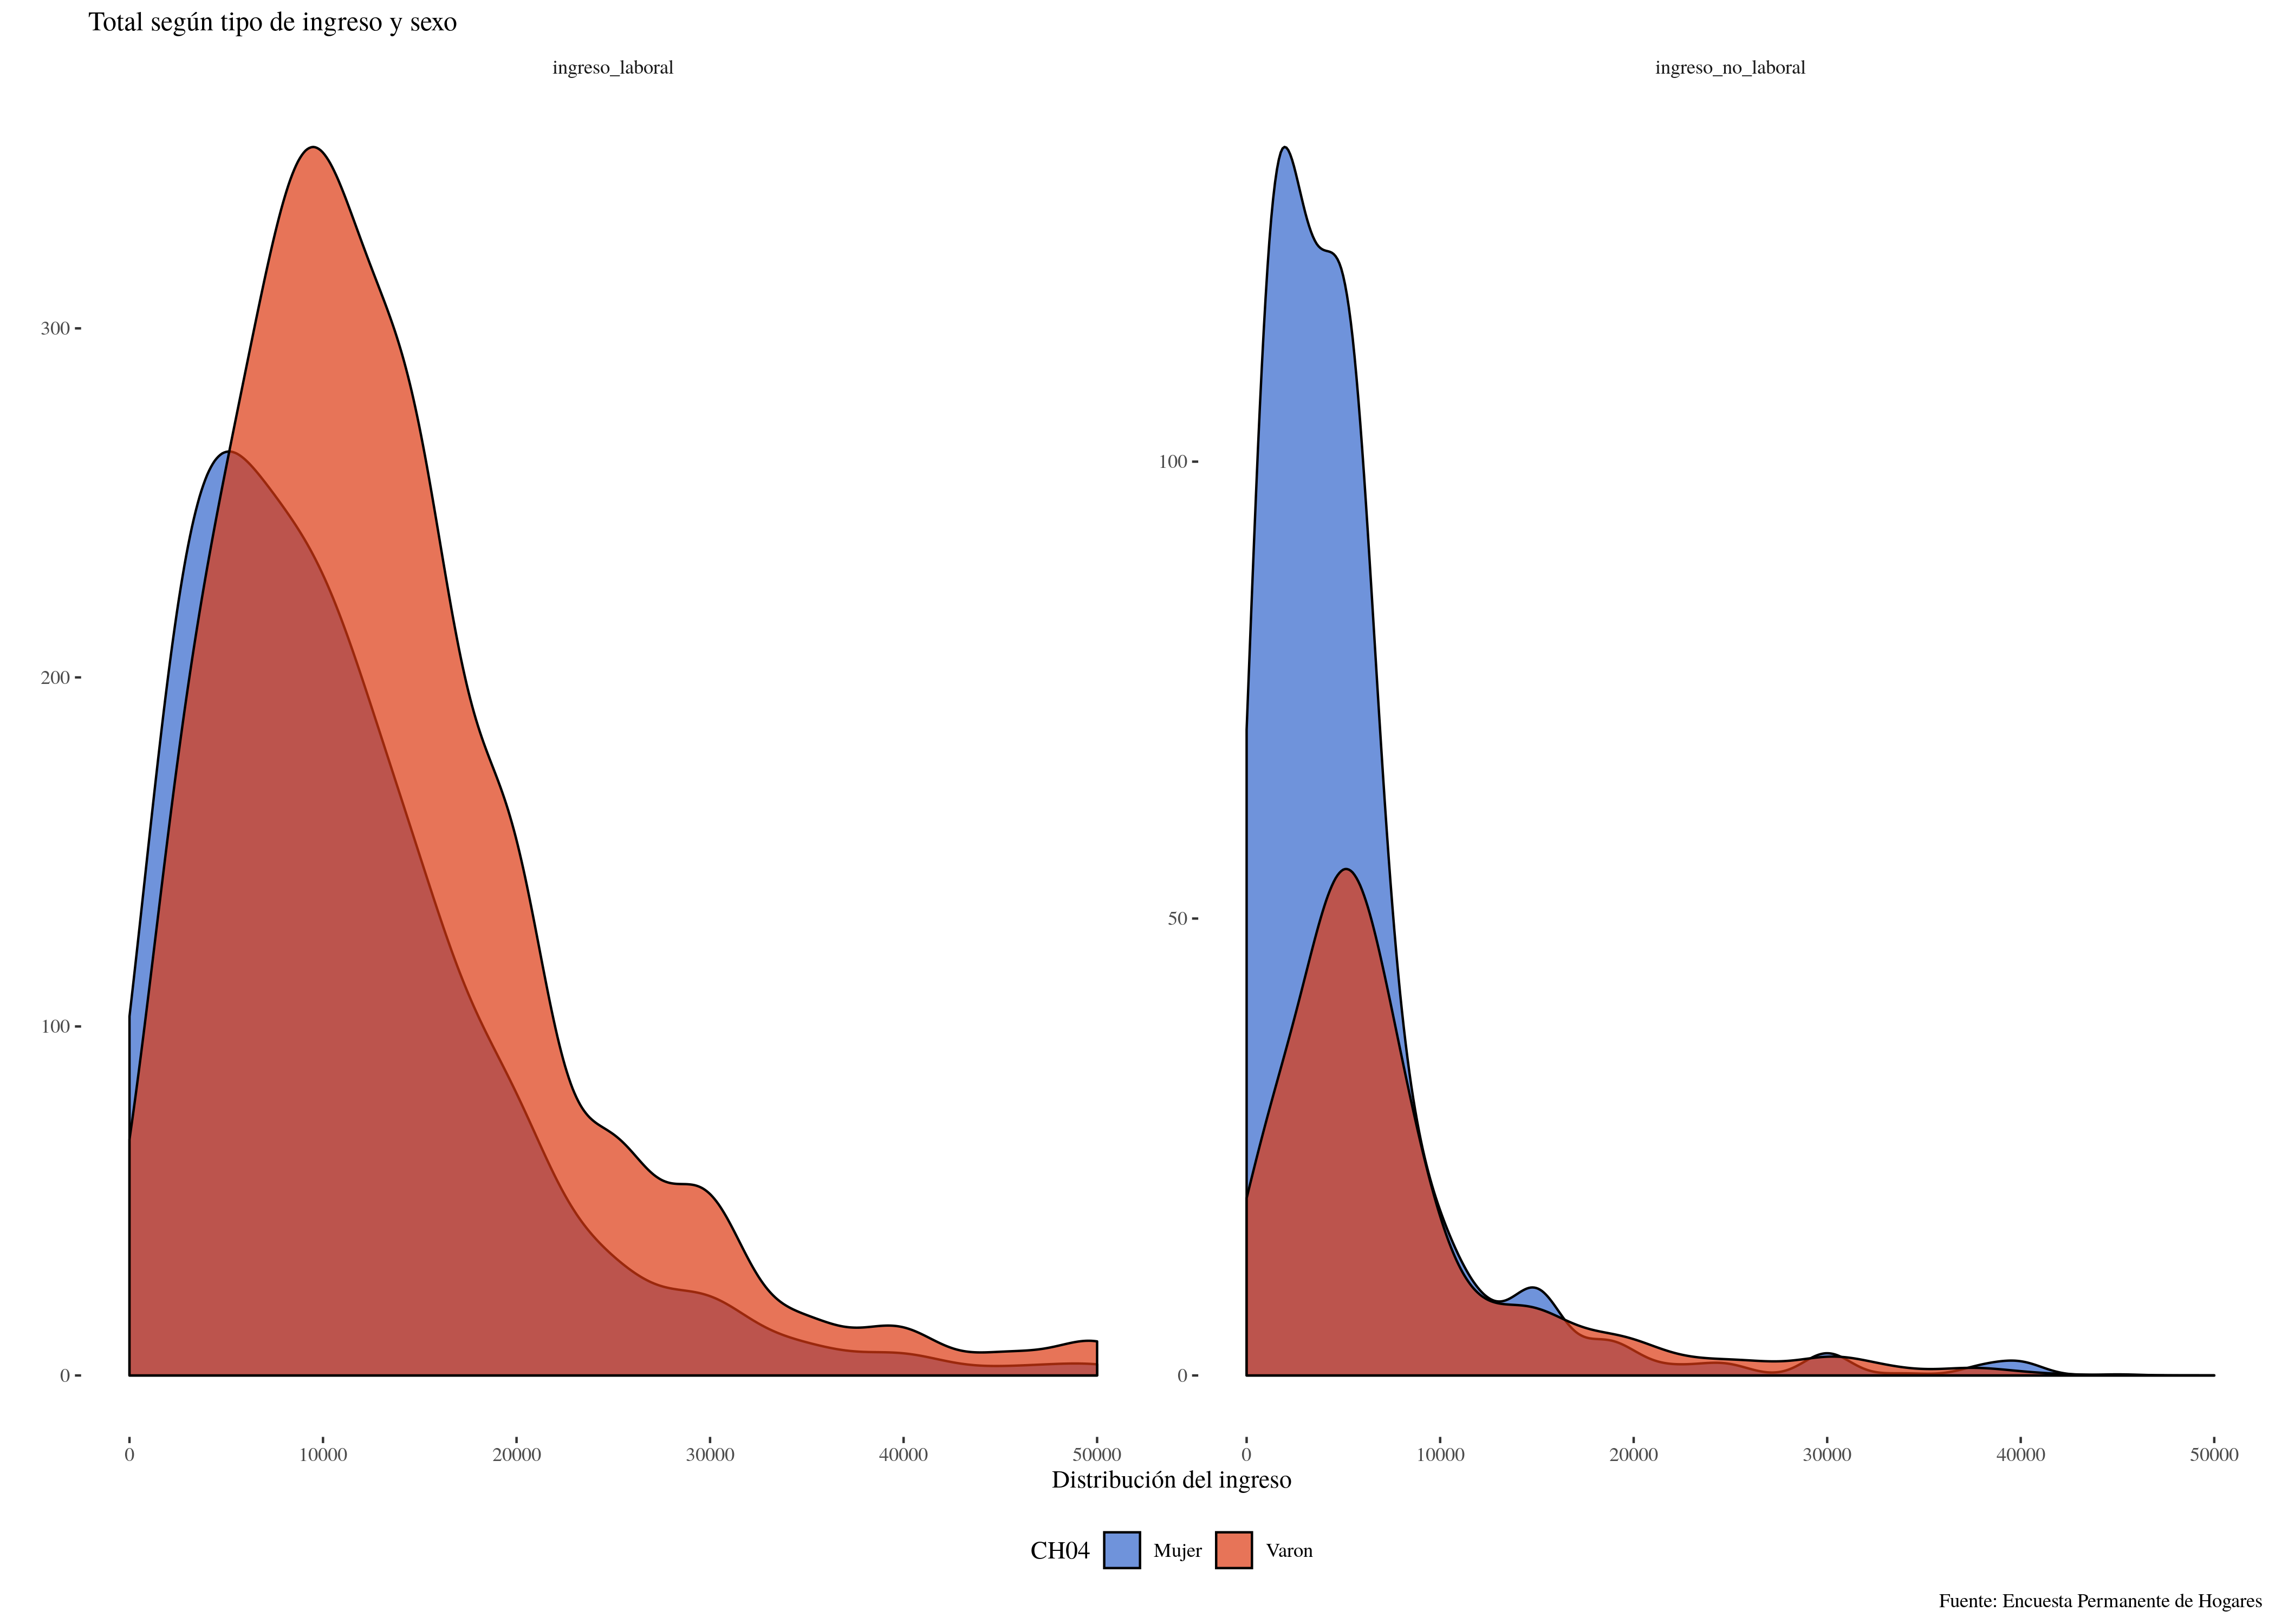 Total según tipo de ingreso y sexo
ingreso_laboral
ingreso_no_laboral
300
200
100
0
100
50
0
0 10000 20000 30000 40000 50000
0 10000 20000 30000 40000 50000
Distribución del ingreso
CH04 Mujer Varon
Fuente: Encuesta Permanente de Hogares